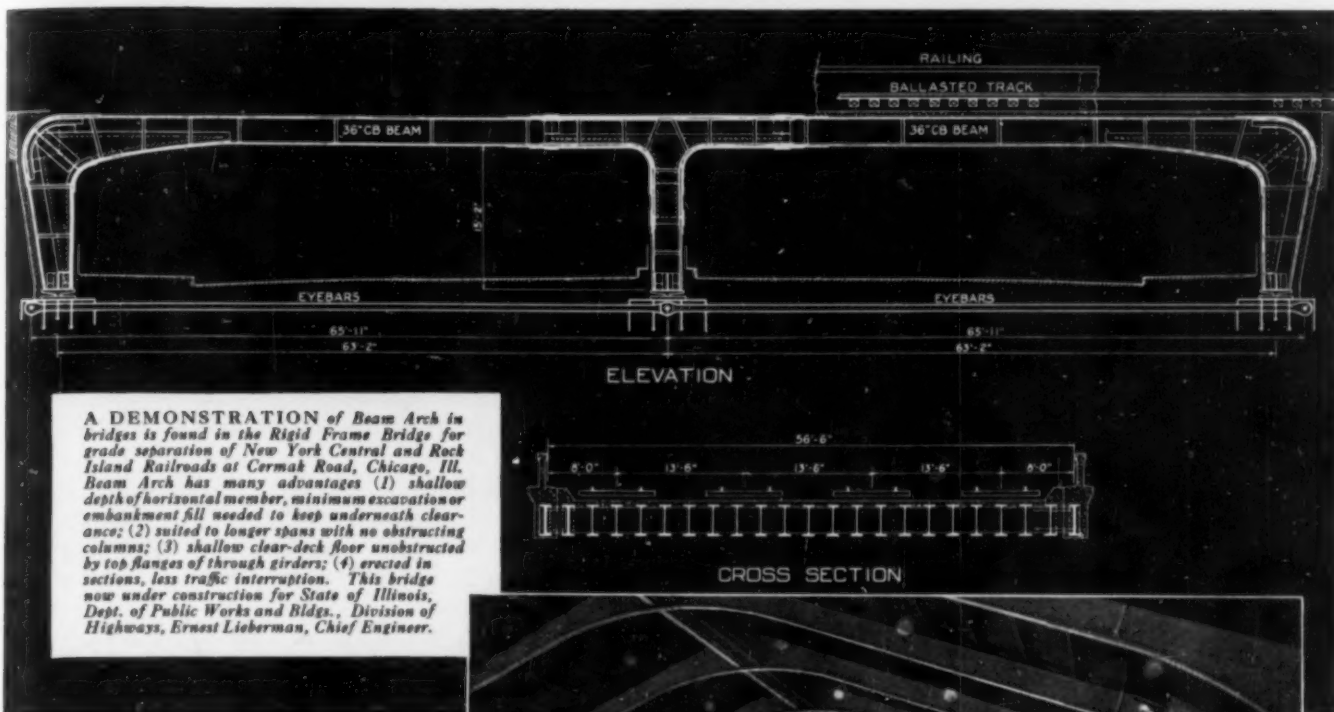 RAILING
BALLASTED TRACK
36"CB BEAM
36"CB BEAM
15'-2"
EYEBARS
EYEBARS
65'-11"
65'-11"
63'-2"
63'-2"
ELEVATION
A DEMONSTRATION of Beam Arch in
bridges is found in the Rigid Frame Bridge for
grade separation of New York Central and Rock
Island Railroads at Cermak Road, Chicago, Ill.
Beam Arch has many advantages (1) shallow
depth of horizontal member, minimum excavation or
embankment fill needed to keep underneath clear-
ance; (2) suited to longer spans with no obstructing
columns; (3) shallow clear-deck floor unobstructed
by top flanges of through girders; (4) erected in
sections, less traffic interruption. This bridge
now under construction for State of Illinois,
Dept. of Public Works and Bldgs., Division of
Highways, Ernest Lieberman, Chief Engineer.
56'-6"
8'-0" 13'-6" 13'-6" 13'-6" 8'-0"
CROSS SECTION